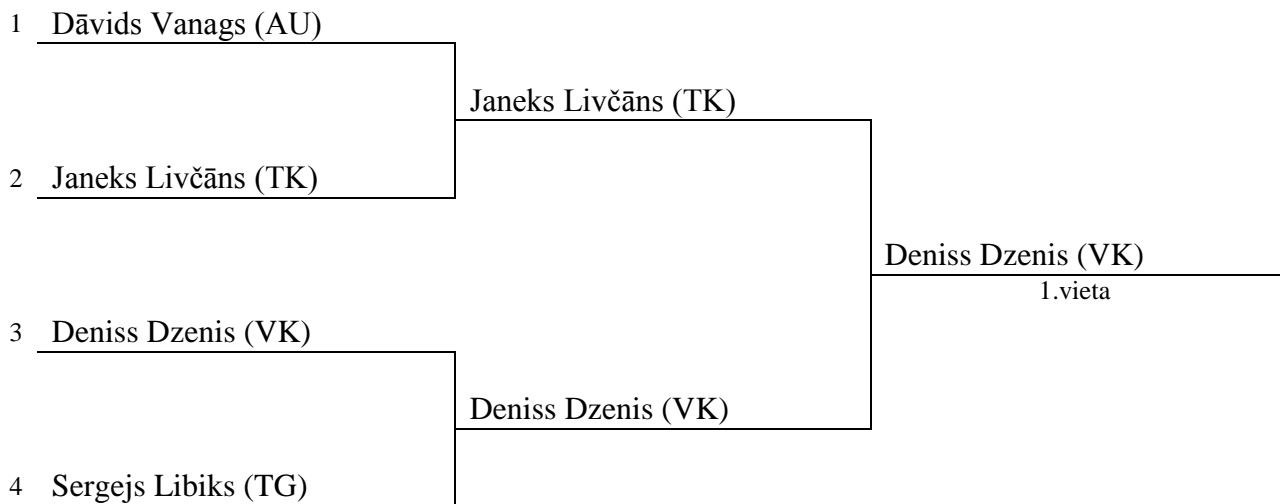 1 Dāvids Vanags (AU)
Janeks Livčāns (TK)
2 Janeks Livčāns (TK)
Deniss Dzenis (VK)
1.vieta
3 Deniss Dzenis (VK)
Deniss Dzenis (VK)
4 Sergejs Libiks (TG)